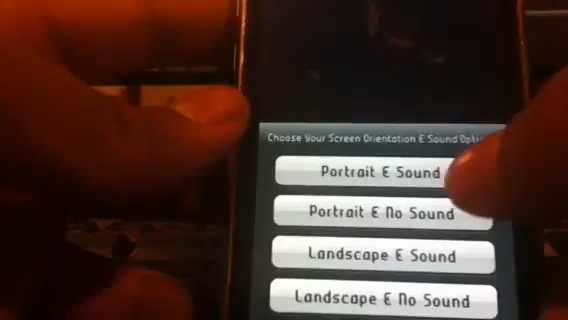 Choose Your Screen Orientation & Sound
Portrait & Sound
Portrait & No Sound
Landscape & Sound
Landscape & No Sound